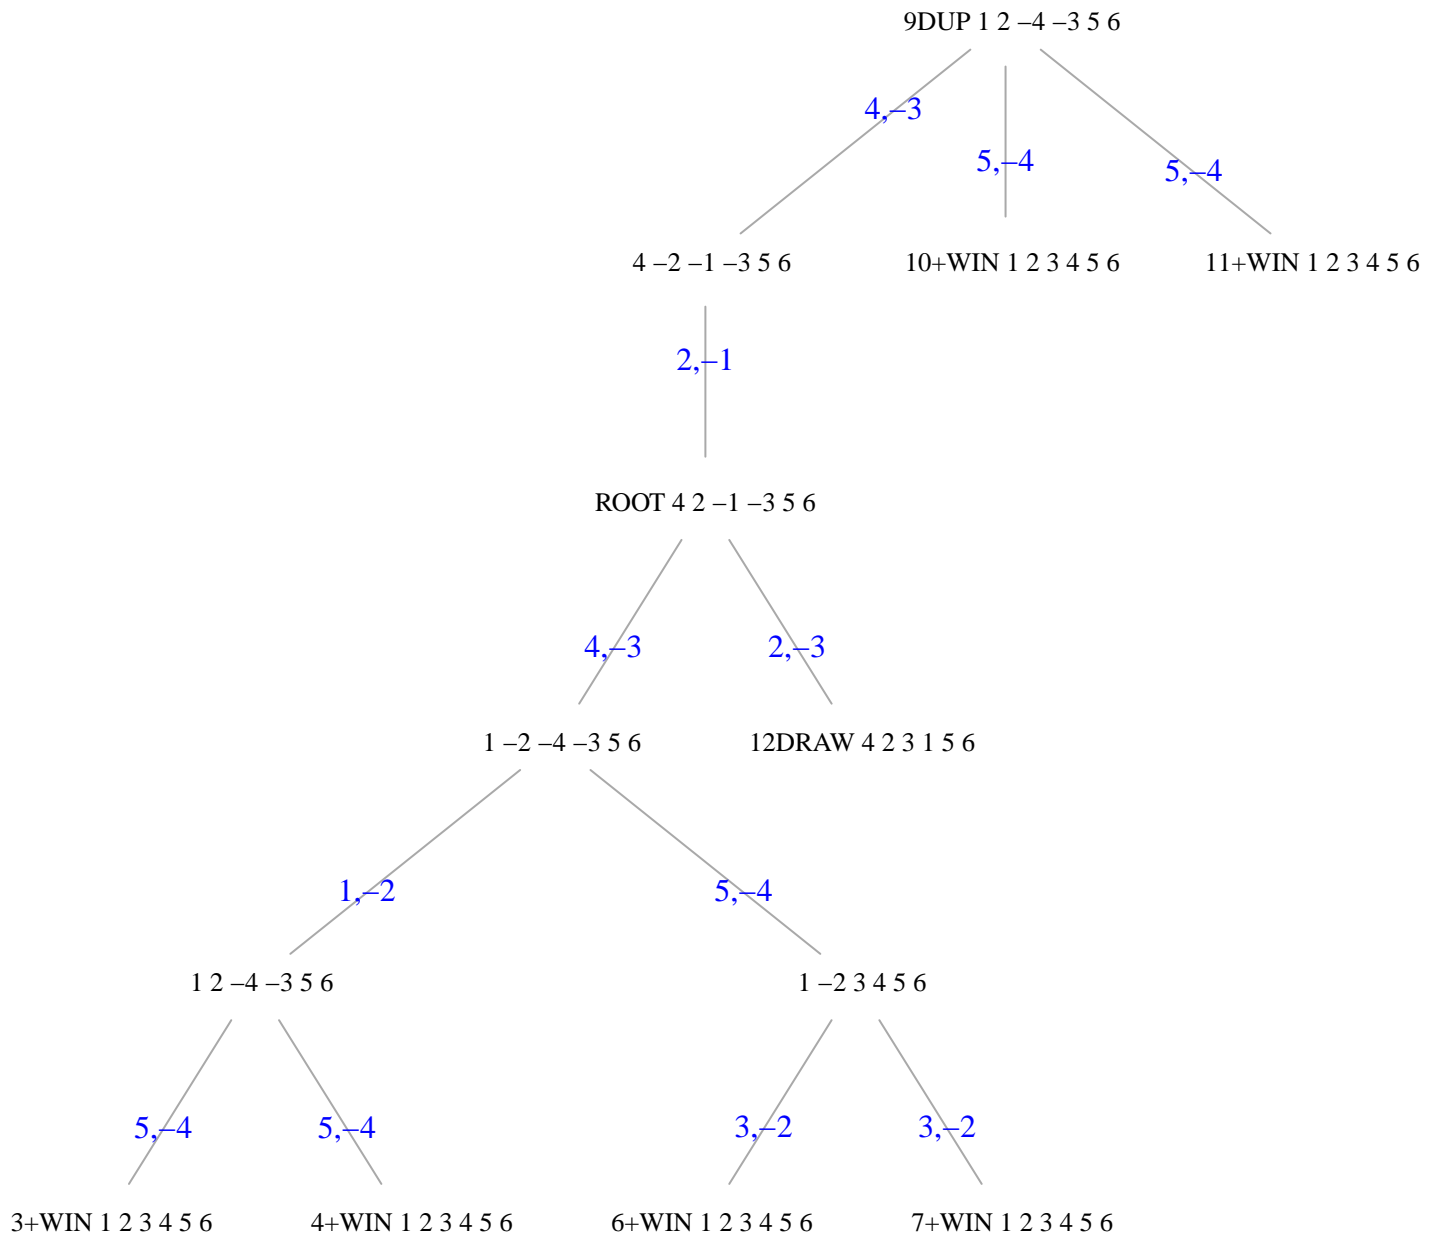 9DUP 1 2 –4 –3 5 6
4,–3
5,–4
5,–4
4 –2 –1 –3 5 6
10+WIN 1 2 3 4 5 6
11+WIN 1 2 3 4 5 6
2,–1
ROOT 4 2 –1 –3 5 6
4,–3
2,–3
1 –2 –4 –3 5 6
12DRAW 4 2 3 1 5 6
1,–2
5,–4
1 2 –4 –3 5 6
1 –2 3 4 5 6
5,–4
5,–4
3,–2
3,–2
3+WIN 1 2 3 4 5 6
4+WIN 1 2 3 4 5 6
6+WIN 1 2 3 4 5 6
7+WIN 1 2 3 4 5 6